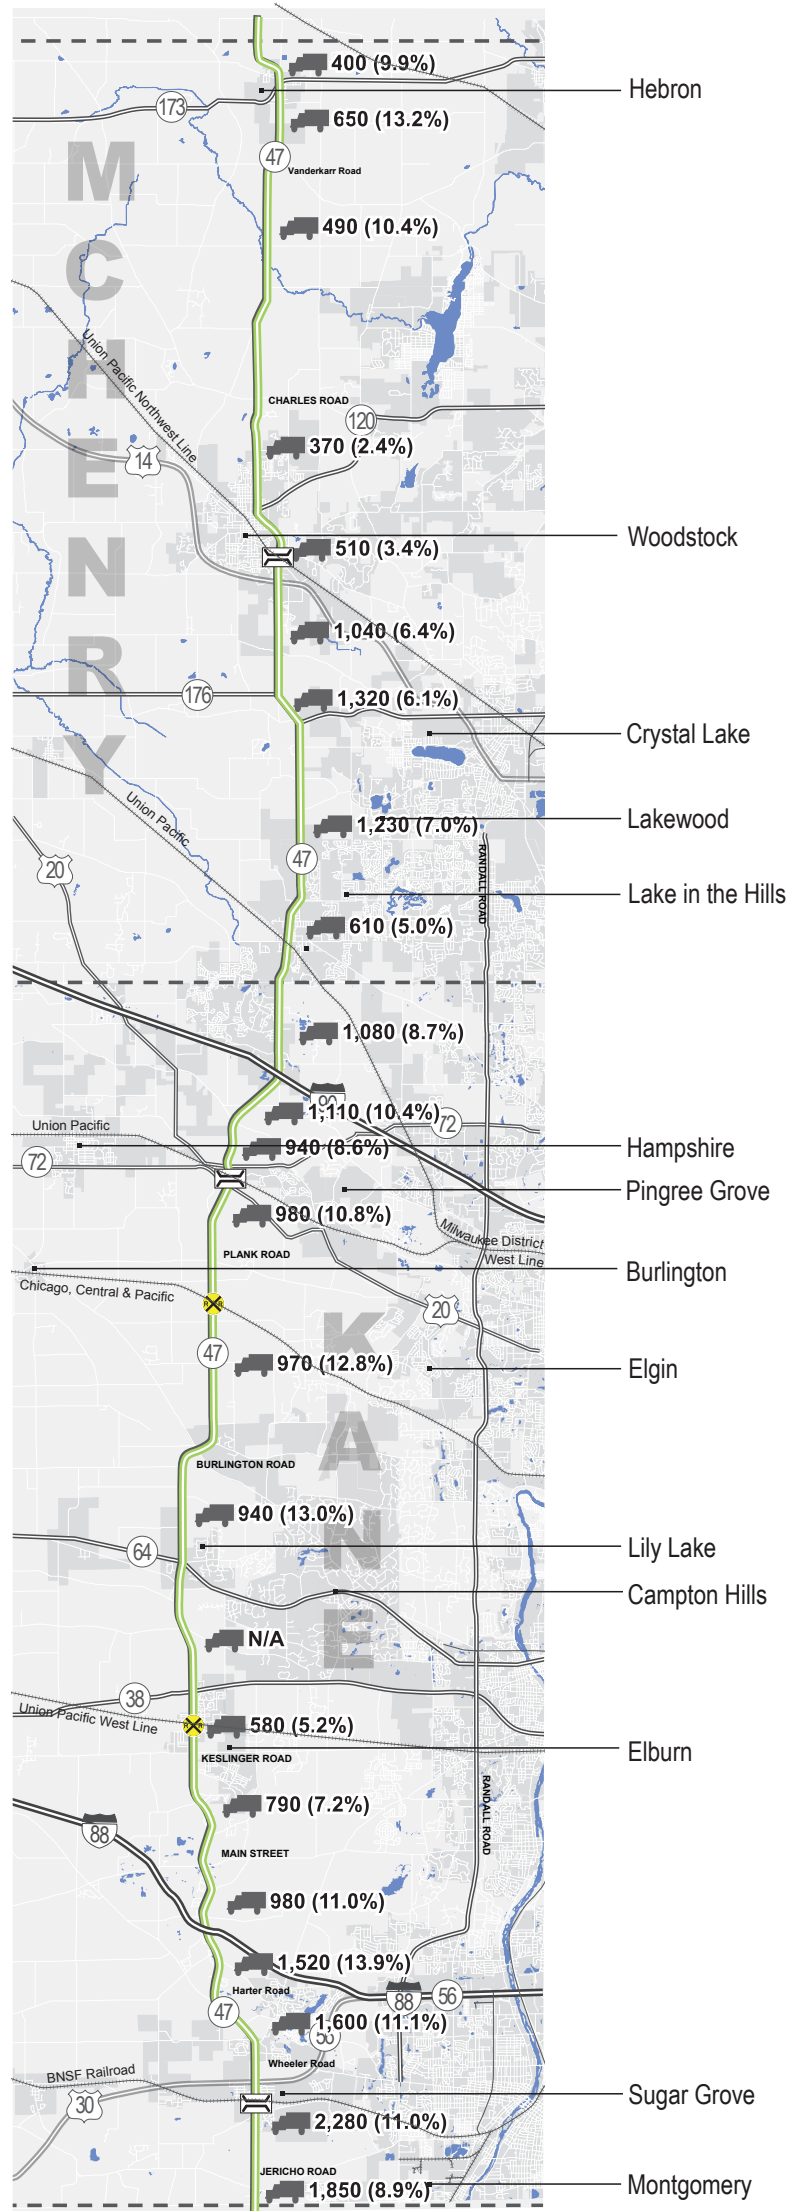 400 (9.9%)
Hebron
173
650 (13.2%)
47
Vanderkarr Road
MCHENRY
490 (10.4%)
Union Pacific Northwest Line
CHARLES ROAD
120
14
370 (2.4%)
Woodstock
510 (3.4%)
1,040 (6.4%)
176
1,320 (6.1%)
Crystal Lake
Union Pacific
Lakewood
1,230 (7.0%)
20
47
RANDALL ROAD
Lake in the Hills
610 (5.0%)
1,080 (8.7%)
90
1,110 (10.4%)
72
Union Pacific
940 (8.6%)
Hampshire
72
Pingree Grove
980 (10.8%)
Milwaukee District
West Line
PLANK ROAD
Burlington
Chicago, Central & Pacific
R R
20
KANE
47
970 (12.8%)
Elgin
BURLINGTON ROAD
940 (13.0%)
64
Lily Lake
Campton Hills
N/A
38
Union Pacific West Line
R R
580 (5.2%)
Elburn
KESLINGER ROAD
790 (7.2%)
RANDALL ROAD
88
MAIN STREET
980 (11.0%)
1,520 (13.9%)
Harter Road
88
56
47
1,600 (11.1%)
56
Wheeler Road
BNSF Railroad
30
Sugar Grove
2,280 (11.0%)
JERICHO ROAD
1,850 (8.9%)
Montgomery